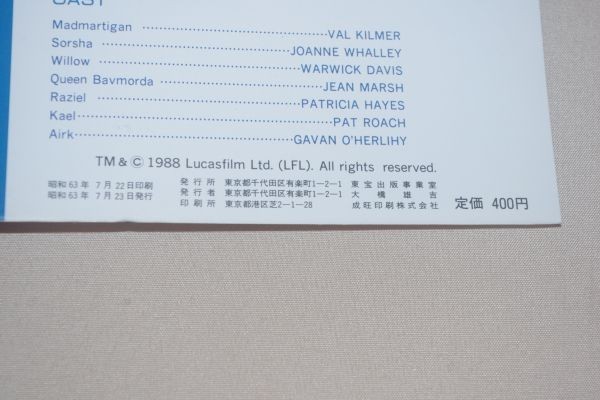 CAST
Madmartigan VAL KILMER
Sorsha JOANNE WHALLEY
Willow WARWICK DAVIS
Queen Bavmorda JEAN MARSH
Raziel PATRICIA HAYES
Kael PAT ROACH
Airk GAVAN O'HERLIHY
TM & © 1988 Lucasfilm Ltd. (LFL). All rights reserved.
昭和63年 7月22日印刷 発行所 東京都千代田区有楽町1-2-1 東宝出版事業室
昭和63年 7月23日発行 発行者 東京都千代田区有楽町1-2-1 大橋雄吉
印刷所 東京都港区芝2-1-28 成旺印刷株式会社
定価 400円